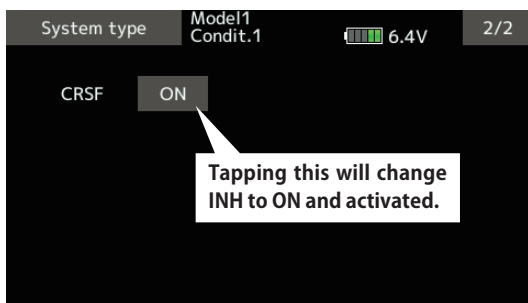 System type
Model1
Condit.1
6.4V
2/2
CRSF ON
Tapping this will change
INH to ON and activated.